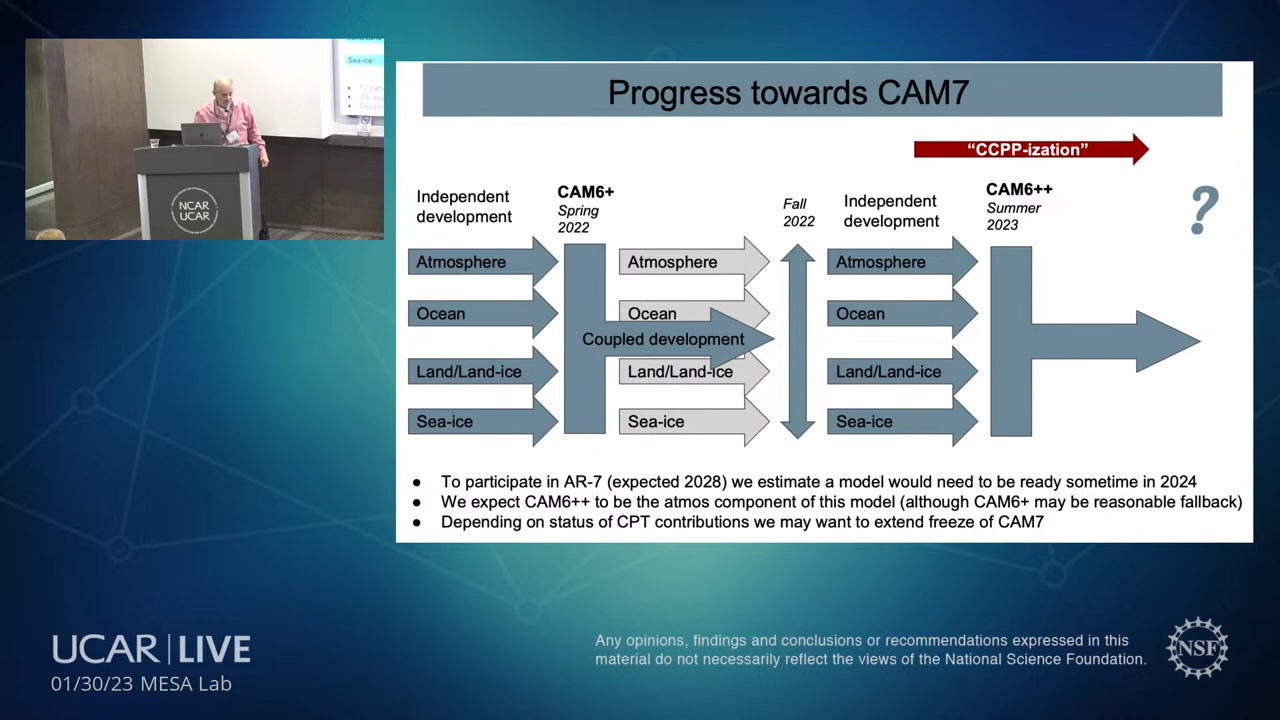 Progress towards CAM7
“CCPP-ization”
Independent
development
CAM6+
Spring
2022
Fall
2022
Independent
development
CAM6++
Summer
2023
?
Atmosphere
Atmosphere
Atmosphere
Ocean
Ocean
Ocean
Coupled development
Land/Land-ice
Land/Land-ice
Land/Land-ice
Sea-ice
Sea-ice
Sea-ice
● To participate in AR-7 (expected 2028) we estimate a model would need to be ready sometime in 2024
● We expect CAM6++ to be the atmos component of this model (although CAM6+ may be reasonable fallback)
● Depending on status of CPT contributions we may want to extend freeze of CAM7
Sea-ice
NCAR
UCAR
UCAR | LIVE
01/30/23 MESA Lab
Any opinions, findings and conclusions or recommendations expressed in this
material do not necessarily reflect the views of the National Science Foundation.
NSF